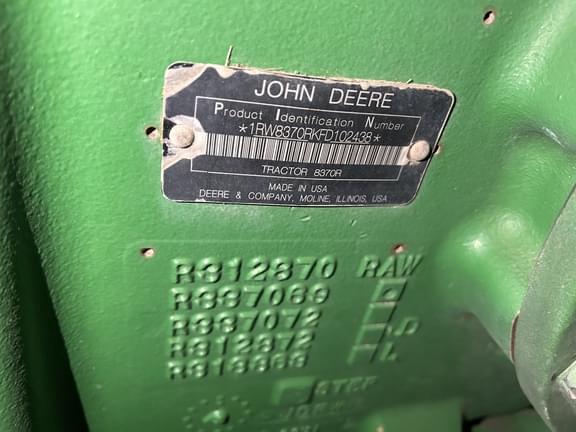 JOHN DEERE
Product Identification Number
*1RW8370RKFD102438*
TRACTOR 8370R
MADE IN USA
DEERE & COMPANY, MOLINE, ILLINOIS, USA
R312870 RAW
R337069
R337072
R312872